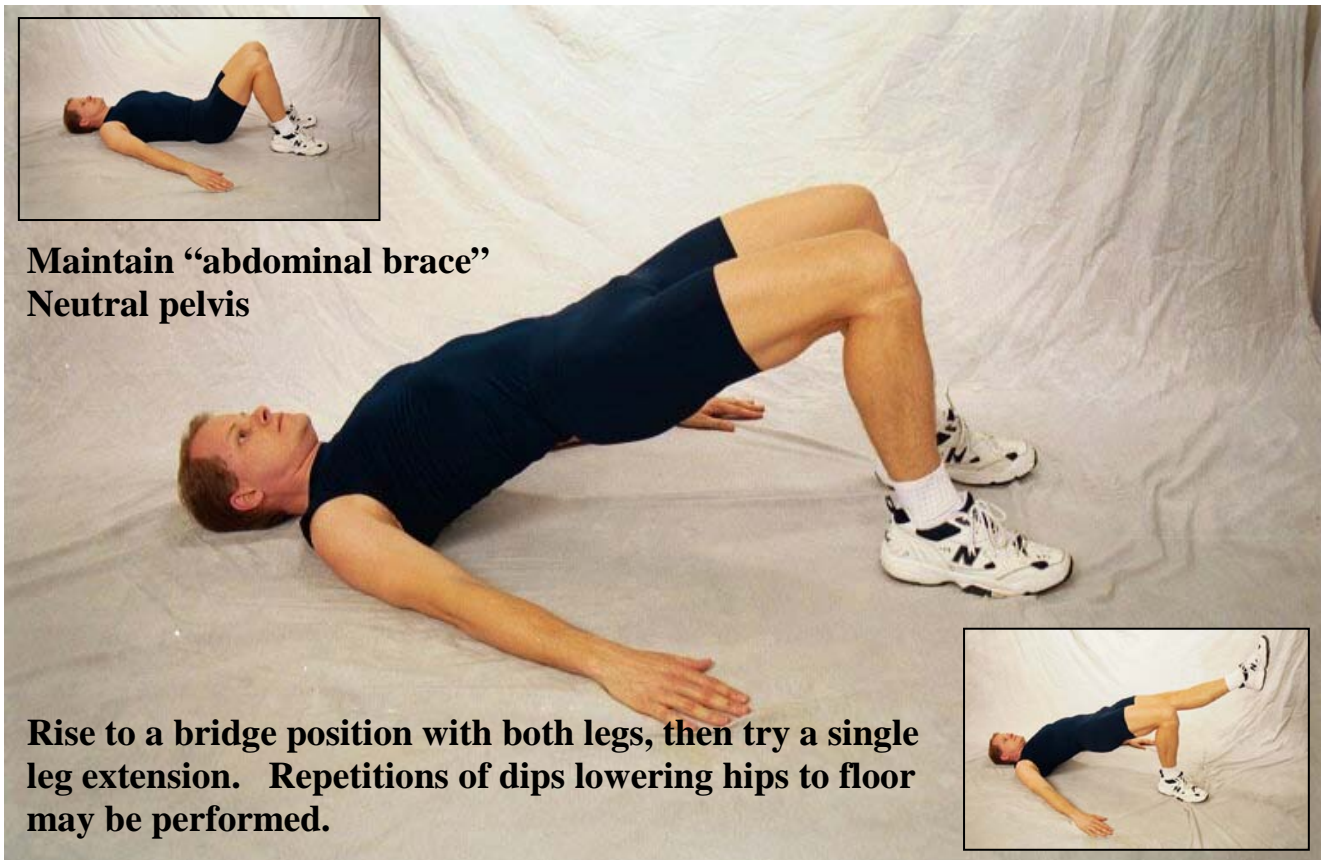 Maintain “abdominal brace”
Neutral pelvis
Rise to a bridge position with both legs, then try a single
leg extension.   Repetitions of dips lowering hips to floor
may be performed.